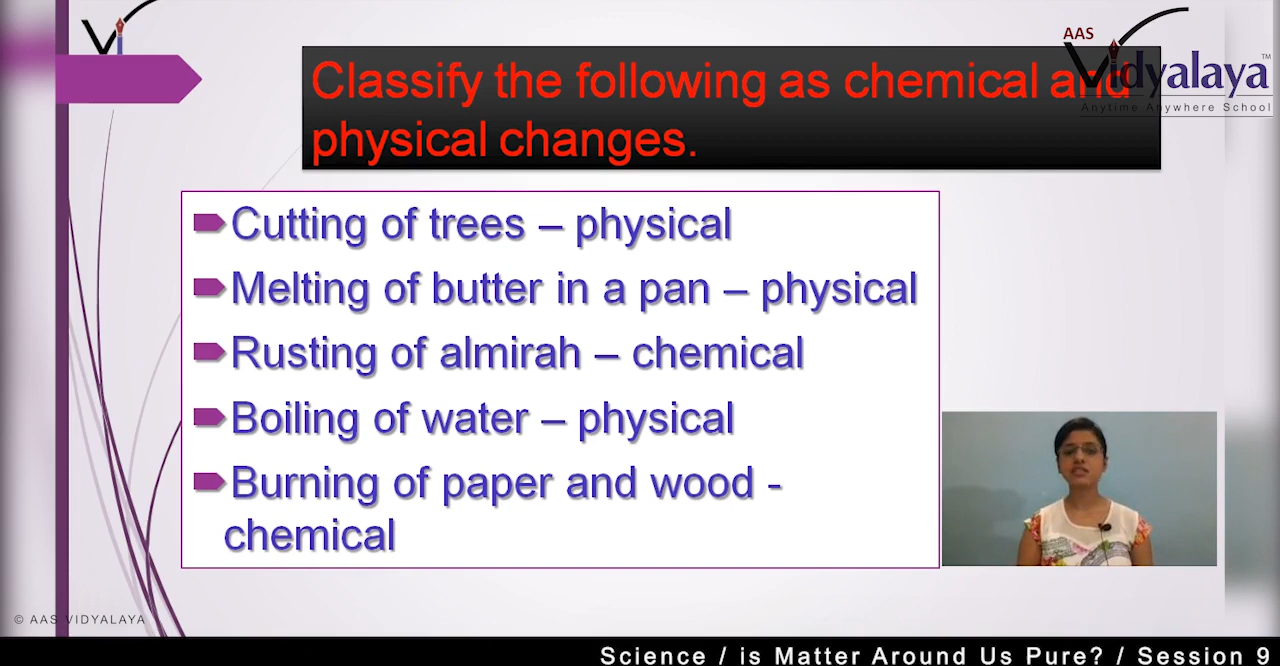 Vi
AAS
Vidyalaya™
Anytime Anywhere School
Classify the following as chemical and
physical changes.
Cutting of trees – physical
Melting of butter in a pan – physical
Rusting of almirah – chemical
Boiling of water – physical
Burning of paper and wood -
chemical
© AAS VIDYALAYA
Science / is Matter Around Us Pure? / Session 9